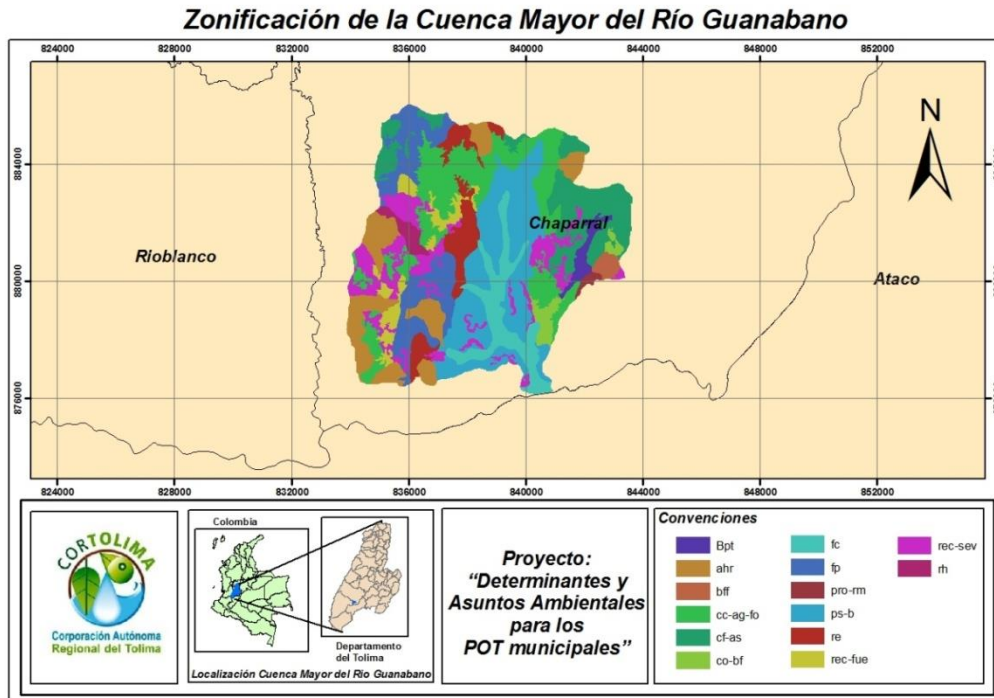 Zonificación de la Cuenca Mayor del Río Guanabano
824000 828000 832000 836000 840000 844000 848000 852000
884000
880000
876000
N
Chaparral
Rioblanco
Ataco
824000 828000 832000 836000 840000 844000 848000 852000
CORTOLIMA
Corporación Autónoma
Regional del Tolima
Colombia
Departamento
del Tolima
Localización Cuenca Mayor del Río Guanabano
Proyecto:
“Determinantes y
Asuntos Ambientales
para los
POT municipales”
Convenciones
Bpt
ahr
bff
cc-ag-fo
cf-as
co-bf
fc
fp
pro-rm
ps-b
re
rec-fue
rec-sev
rh